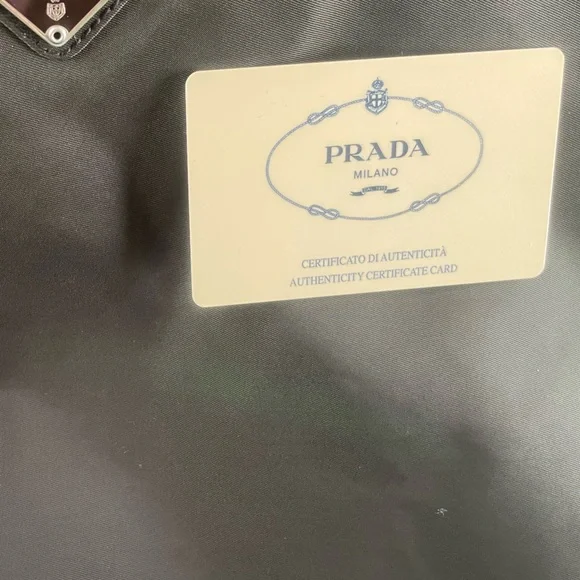 PRADA
MILANO
CERTIFICATO DI AUTENTICITÀ
AUTHENTICITY CERTIFICATE CARD